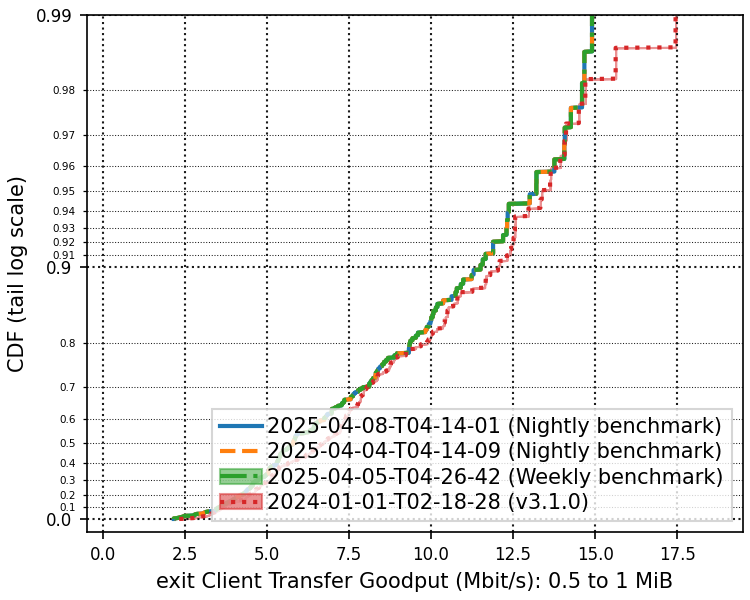 0.99
0.98
0.97
0.96
0.95
0.94
0.93
0.92
0.91
0.9
0.8
0.7
0.6
0.5
0.4
0.3
0.2
0.1
0.0
CDF (tail log scale)
2025-04-08-T04-14-01 (Nightly benchmark)
2025-04-04-T04-14-09 (Nightly benchmark)
2025-04-05-T04-26-42 (Weekly benchmark)
2024-01-01-T02-18-28 (v3.1.0)
0.0 2.5 5.0 7.5 10.0 12.5 15.0 17.5
exit Client Transfer Goodput (Mbit/s): 0.5 to 1 MiB